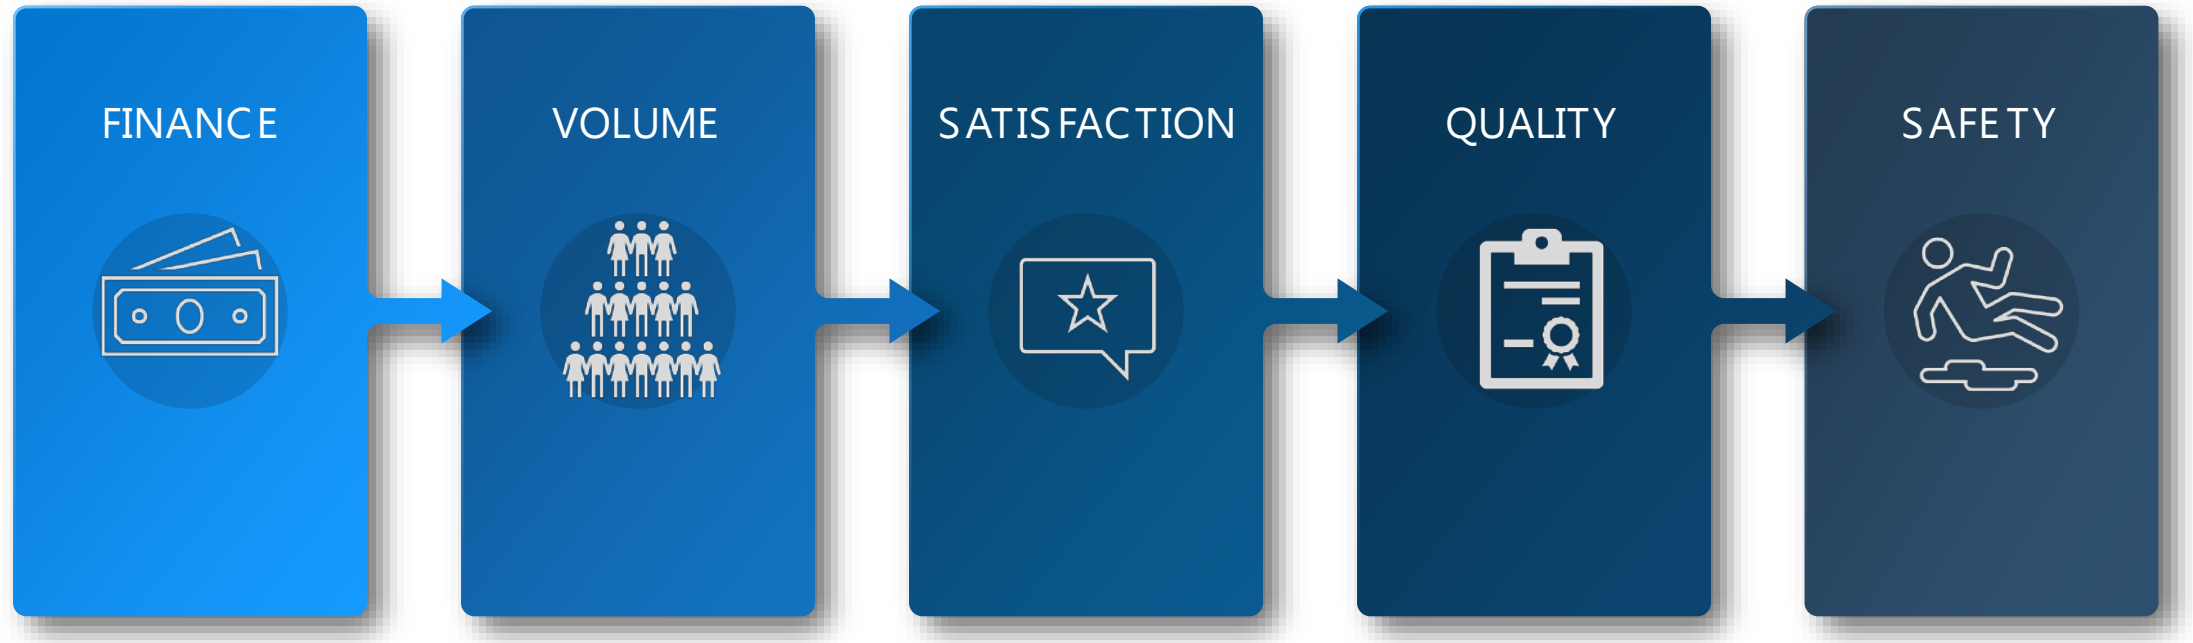 FINANCE
VOLUME
SATISFACTION
QUALITY
SAFETY